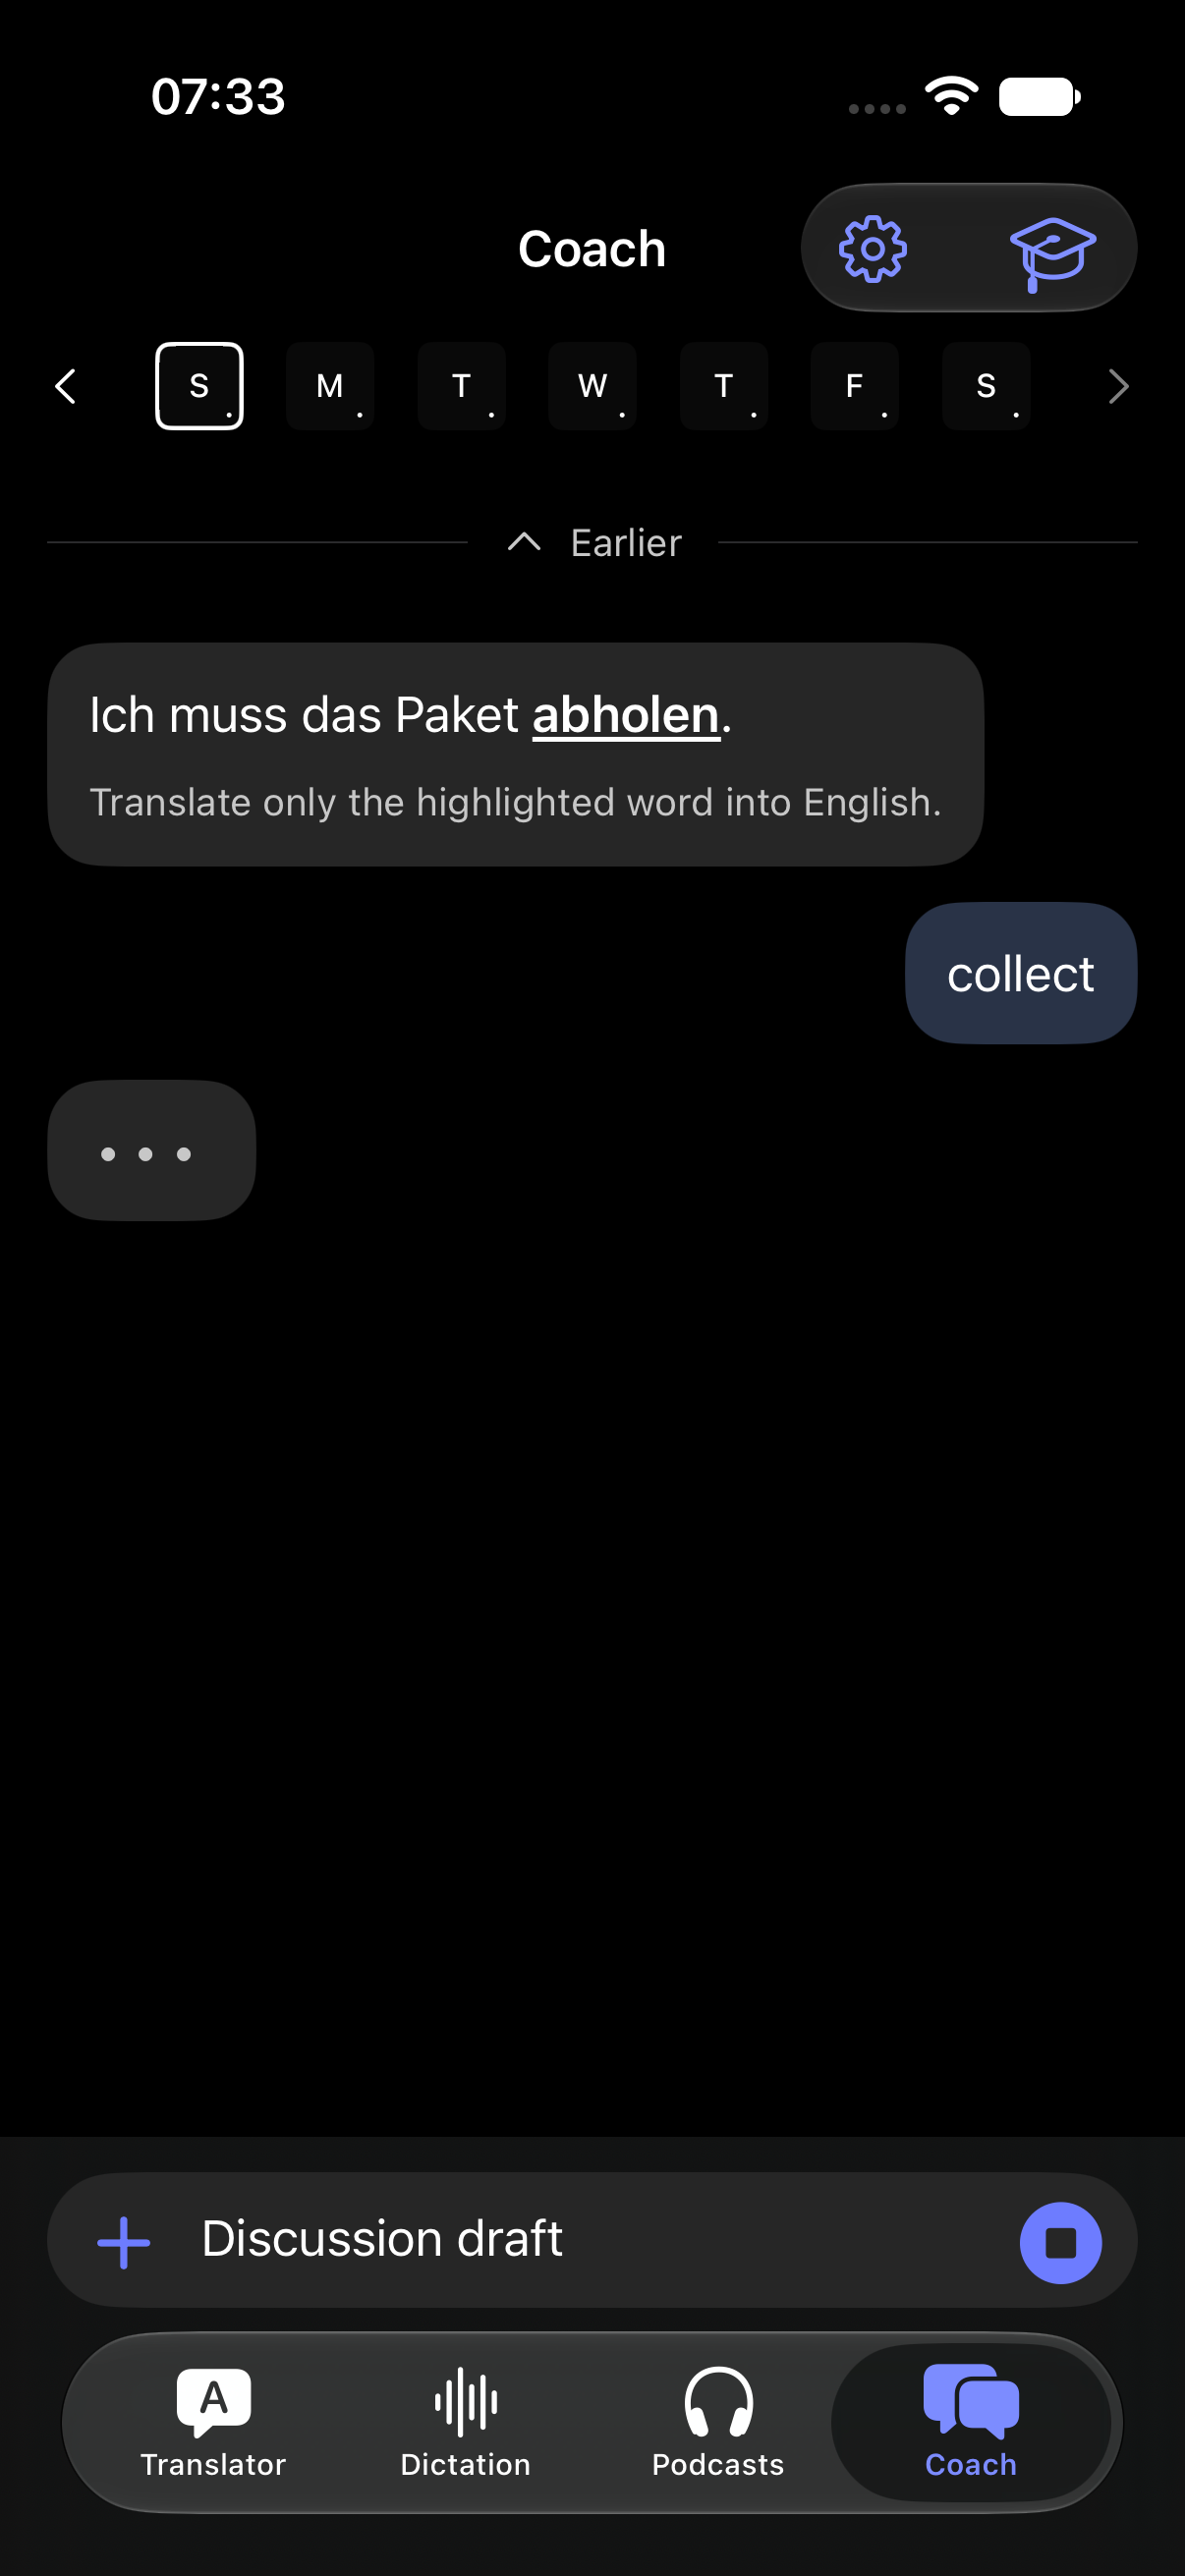 07:33
Coach
S
M
T
W
T
F
S
Earlier
Ich muss das Paket abholen.
Translate only the highlighted word into English.
collect
Discussion draft
A
Translator
Dictation
Podcasts
Coach